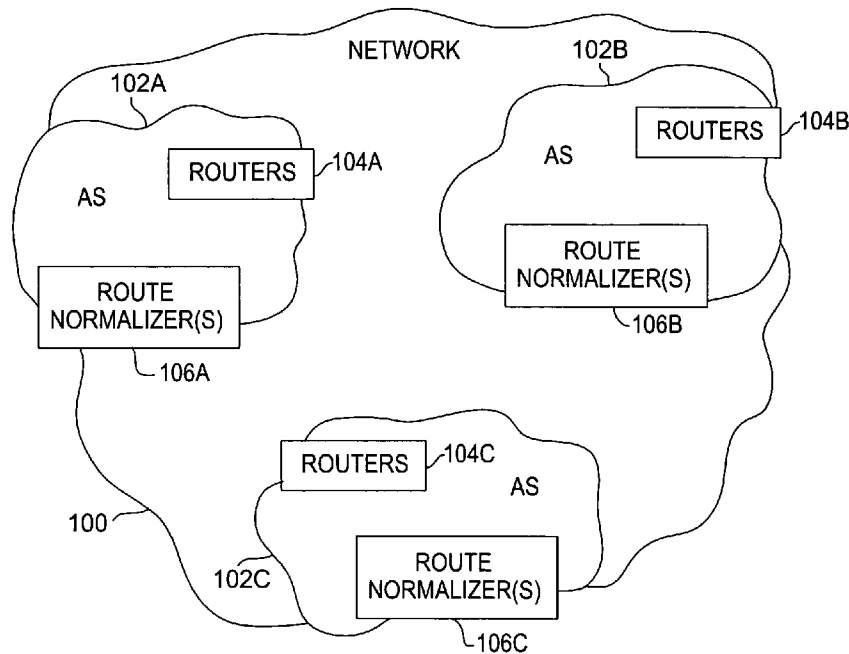 NETWORK
102A
102B
ROUTERS
104A
AS
ROUTERS
104B
AS
ROUTE
NORMALIZER(S)
106A
ROUTE
NORMALIZER(S)
106B
ROUTERS
104C
AS
100
102C
ROUTE
NORMALIZER(S)
106C